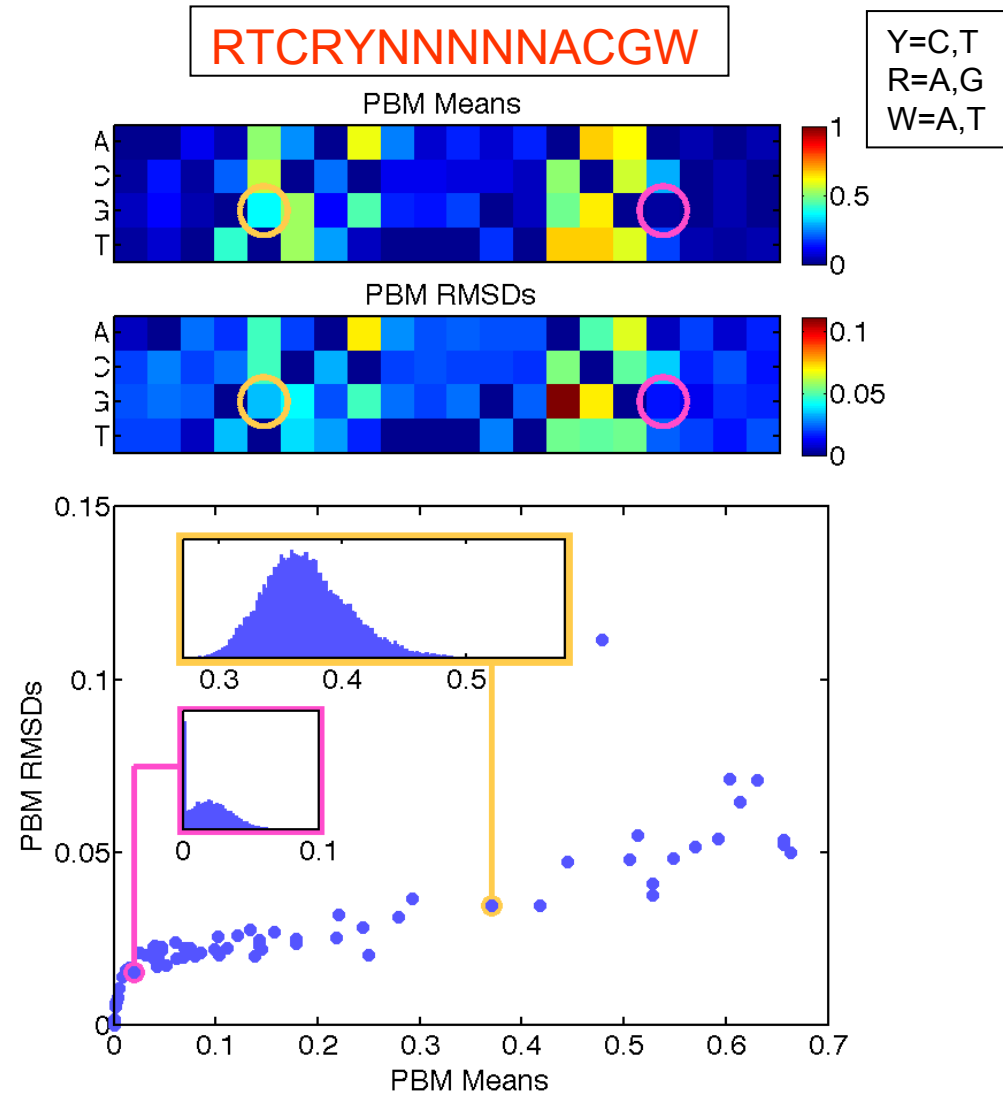 RTCRYNNNNNACGW
Y=C,T
R=A,G
W=A,T
PBM Means
A
C
G
T
1
0.5
0
PBM RMSDs
A
C
G
T
0.1
0.05
0
0.15
0.1
0.05
0
PBM RMSDs
0.3 0.4 0.5
0 0.1
0 0.1 0.2 0.3 0.4 0.5 0.6 0.7
PBM Means